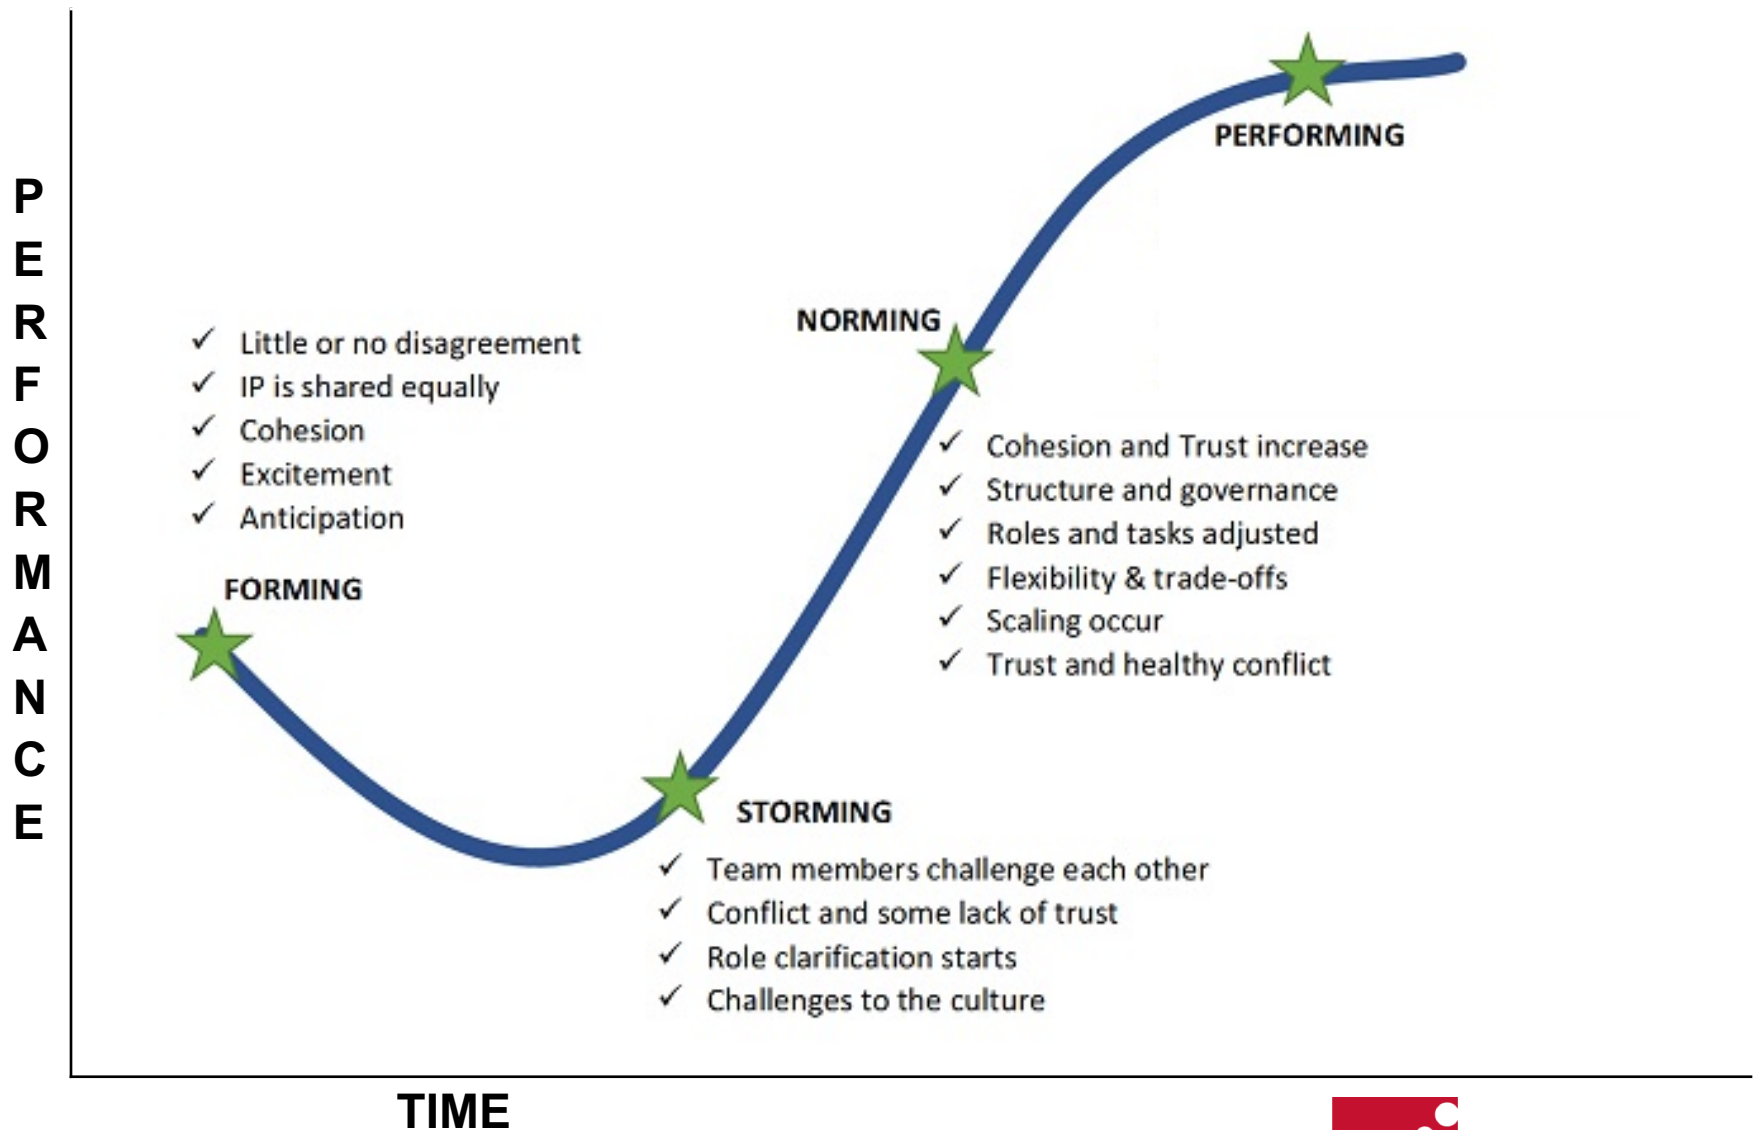 PERFORMANCE
PERFORMING
NORMING
✓ Little or no disagreement
✓ IP is shared equally
✓ Cohesion
✓ Excitement
✓ Anticipation
FORMING
✓ Cohesion and Trust increase
✓ Structure and governance
✓ Roles and tasks adjusted
✓ Flexibility & trade-offs
✓ Scaling occur
✓ Trust and healthy conflict
STORMING
✓ Team members challenge each other
✓ Conflict and some lack of trust
✓ Role clarification starts
✓ Challenges to the culture
TIME